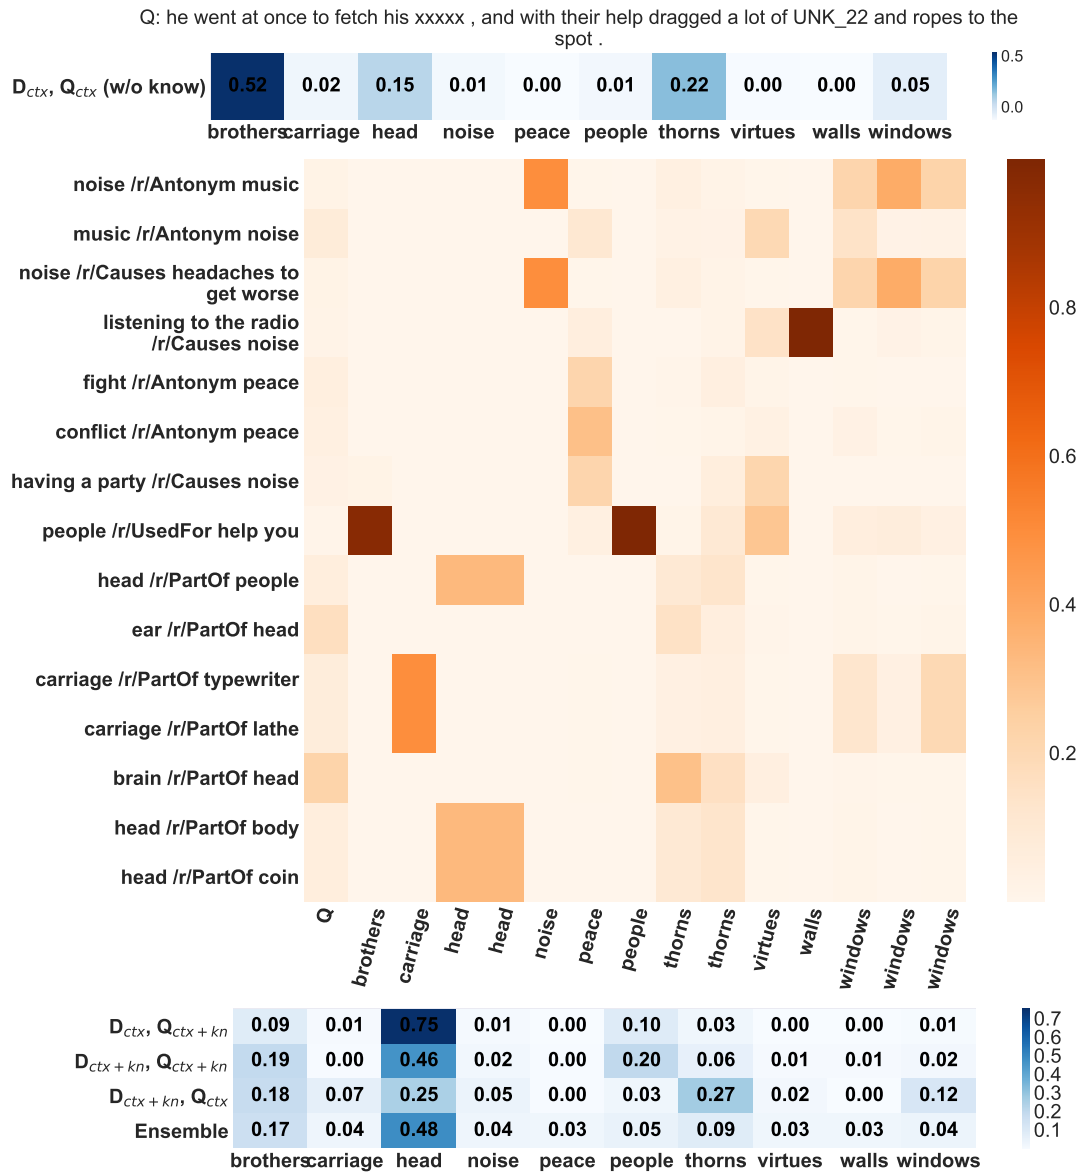 Q: he went at once to fetch his xxxxx , and with their help dragged a lot of UNK_22 and ropes to the
spot .
D_ctx, Q_ctx (w/o know) 0.52 0.02 0.15 0.01 0.00 0.01 0.22 0.00 0.00 0.05
0.5
0.0
brothers carriage head noise peace people thorns virtues walls windows
noise /r/Antonym music
music /r/Antonym noise
noise /r/Causes headaches to
get worse
listening to the radio
/r/Causes noise
fight /r/Antonym peace
conflict /r/Antonym peace
having a party /r/Causes noise
people /r/UsedFor help you
head /r/PartOf people
ear /r/PartOf head
carriage /r/PartOf typewriter
carriage /r/PartOf lathe
brain /r/PartOf head
head /r/PartOf body
head /r/PartOf coin
0.8
0.6
0.4
0.2
Q brothers carriage head head noise peace people thorns thorns virtues walls windows windows windows
D_ctx, Q_ctx+kn 0.09 0.01 0.75 0.01 0.00 0.10 0.03 0.00 0.00 0.01
D_ctx+kn, Q_ctx+kn 0.19 0.00 0.46 0.02 0.00 0.20 0.06 0.01 0.01 0.02
D_ctx+kn, Q_ctx 0.18 0.07 0.25 0.05 0.00 0.03 0.27 0.02 0.00 0.12
Ensemble 0.17 0.04 0.48 0.04 0.03 0.05 0.09 0.03 0.03 0.04
0.7
0.6
0.5
0.4
0.3
0.2
0.1
brothers carriage head noise peace people thorns virtues walls windows